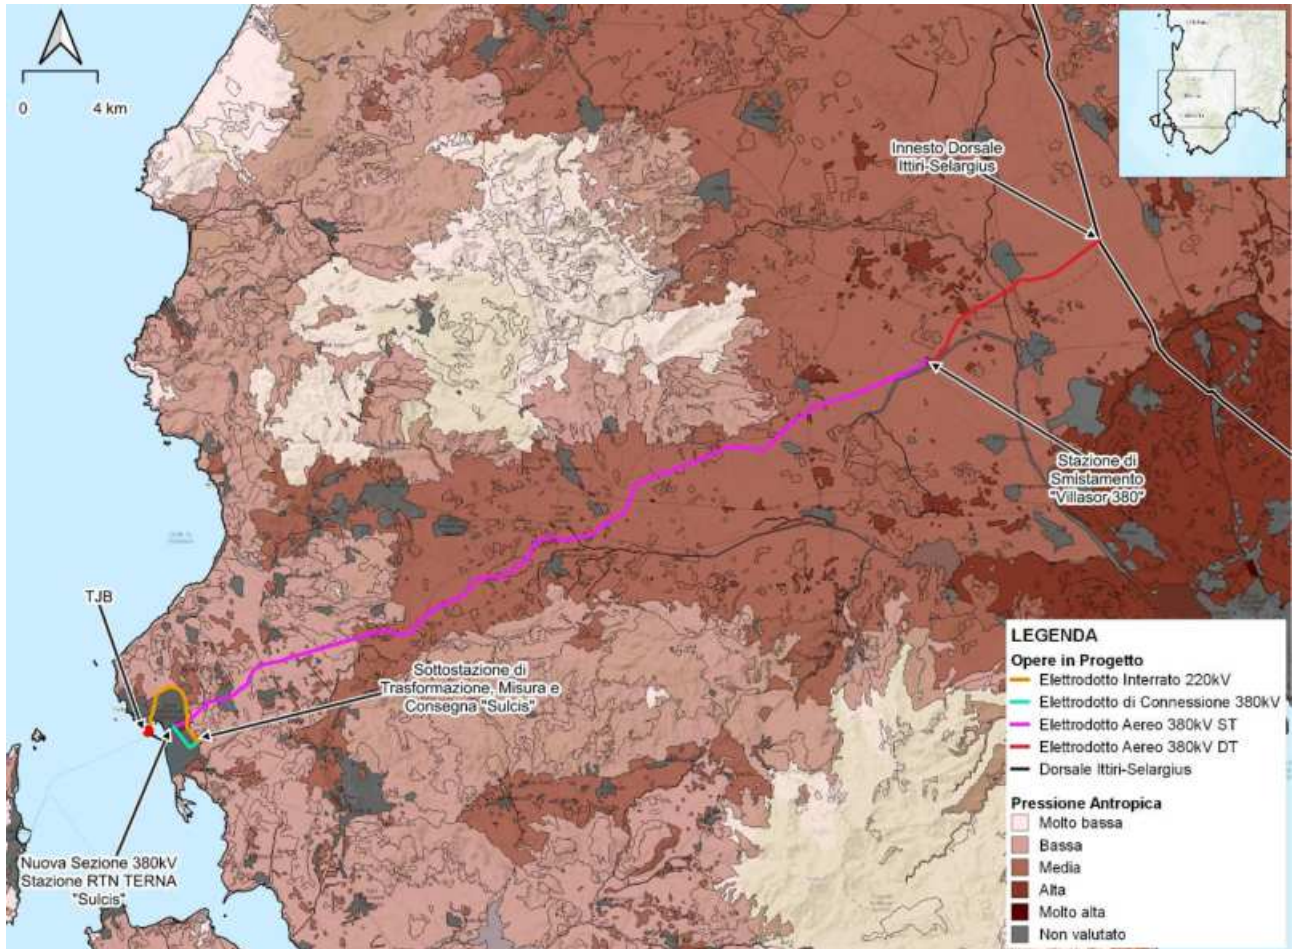 0 4 km
Innesto Dorsale
Ittiri-Selargius
Stazione di
Smistamento
"Villasor 380"
TJB
Sottostazione di
Trasformazione, Misura e
Consegna "Sulcis"
Nuova Sezione 380kV
Stazione RTN TERNA
"Sulcis"
LEGENDA
Opere in Progetto
Elettrodotto Interrato 220kV
Elettrodotto di Connessione 380kV
Elettrodotto Aereo 380kV ST
Elettrodotto Aereo 380kV DT
Dorsale Ittiri-Selargius
Pressione Antropica
Molto bassa
Bassa
Media
Alta
Molto alta
Non valutato